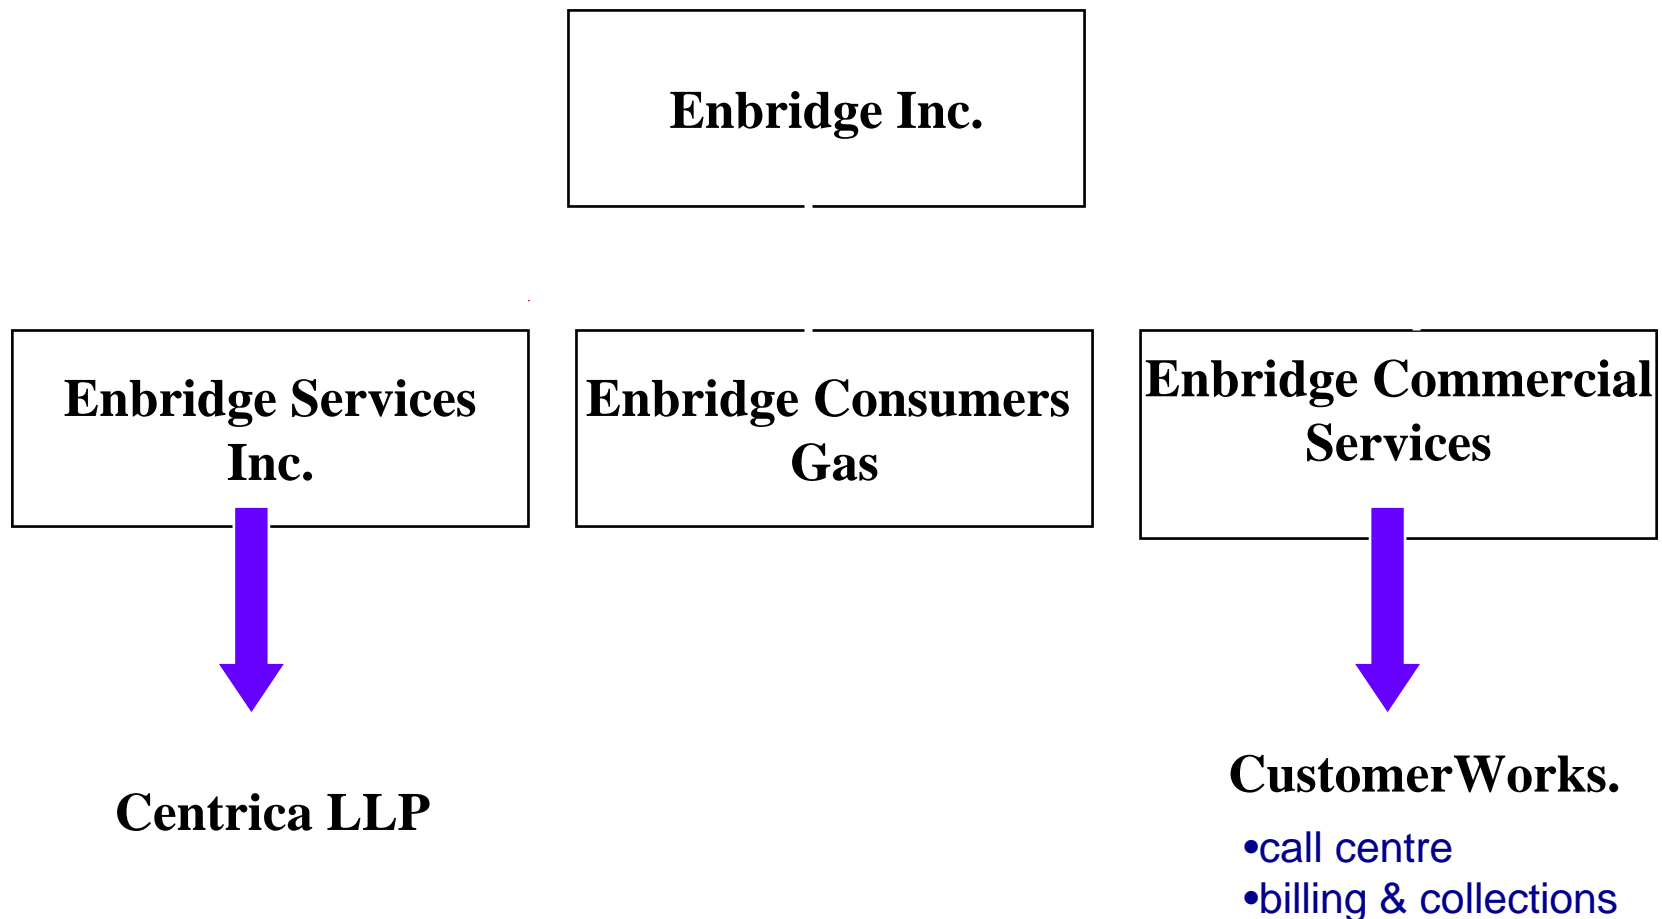 Enbridge Inc.
Enbridge Services
Inc.
Enbridge Consumers
Gas
Enbridge Commercial
Services
Centrica LLP
CustomerWorks.
•call centre
•billing & collections